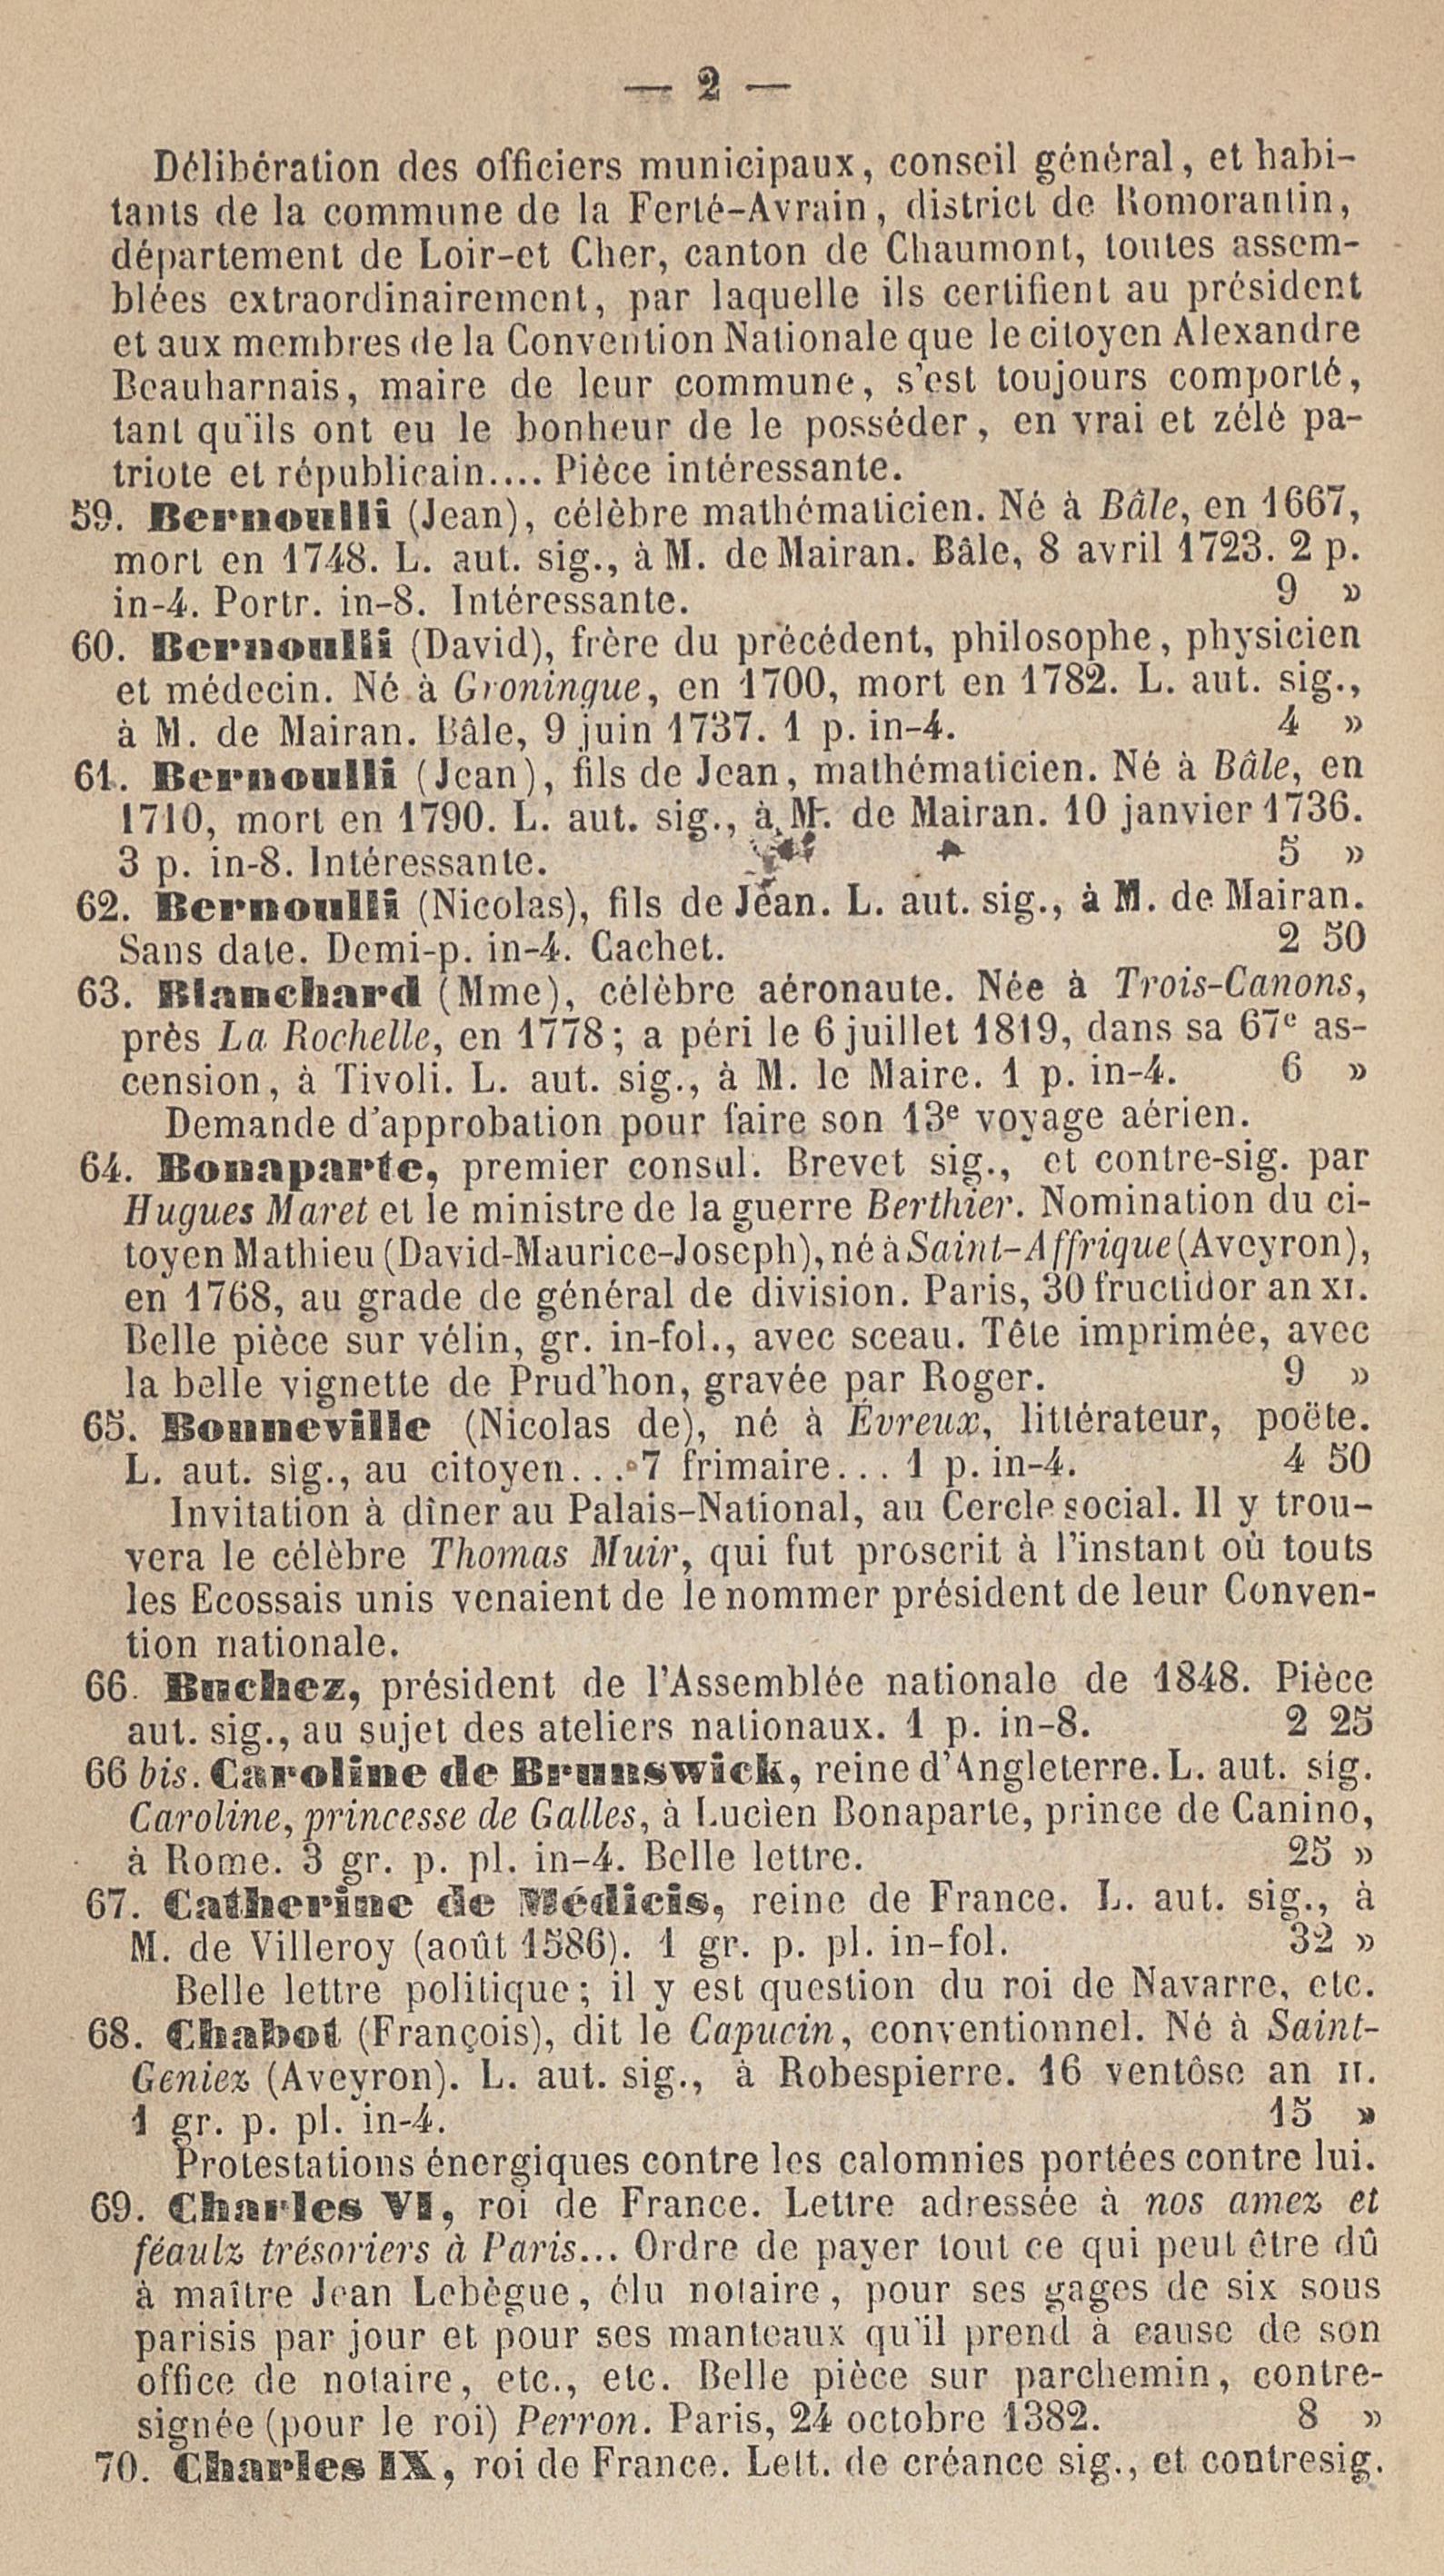 — 2 —
Délibération des officiers municipaux, conseil général, et habi-
tants de la commune de la Ferté-Avrain, district de Romorantin,
département de Loir-et Cher, canton de Chaumont, toutes assem-
blées extraordinairement, par laquelle ils certifient au président
et aux membres de la Convention Nationale que le citoyen Alexandre
Beauharnais, maire de leur commune, s'est toujours comporté,
tant qu'ils ont eu le bonheur de le posséder, en vrai et zélé pa-
triote et républicain.... Pièce intéressante.
59. Bernoulli (Jean), célèbre mathématicien. Né à Bâle, en 1667,
mort en 1748. L. aut. sig., à M. de Mairan. Bâle, 8 avril 1723. 2 p.
in-4. Portr. in-8. Intéressante. 9 »
60. Bernoulli (David), frère du précédent, philosophe, physicien
et médecin. Né à Groningue, en 1700, mort en 1782. L. aut. sig.,
à M. de Mairan. Bâle, 9 juin 1737. 1 p. in-4. 4 »
61. Bernoulli (Jean), fils de Jean, mathématicien. Né à Bâle, en
1710, mort en 1790. L. aut. sig., à M. de Mairan. 10 janvier 1736.
3 p. in-8. Intéressante. 5 »
62. Bernoulli (Nicolas), fils de Jean. L. aut. sig., à M. de Mairan.
Sans date. Demi-p. in-4. Cachet. 2 50
63. Blanchard (Mme), célèbre aéronaute. Née à Trois-Canons,
près La Rochelle, en 1778; a péri le 6 juillet 1819, dans sa 67e as-
cension, à Tivoli. L. aut. sig., à M. le Maire. 1 p. in-4. 6 »
Demande d'approbation pour faire son 13e voyage aérien.
64. Bonaparte, premier consul. Brevet sig., et contre-sig. par
Hugues Maret et le ministre de la guerre Berthier. Nomination du ci-
toyen Mathieu (David-Maurice-Joseph), né à Saint-Affrique (Aveyron),
en 1768, au grade de général de division. Paris, 30 fructidor an XI.
Belle pièce sur vélin, gr. in-fol., avec sceau. Tête imprimée, avec
la belle vignette de Prud'hon, gravée par Roger. 9 »
65. Bonneville (Nicolas de), né à Évreux, littérateur, poëte.
L. aut. sig., au citoyen... 7 frimaire... 1 p. in-4. 4 50
Invitation à dîner au Palais-National, au Cercle social. Il y trou-
vera le célèbre Thomas Muir, qui fut proscrit à l'instant où touts
les Ecossais unis venaient de le nommer président de leur Conven-
tion nationale.
66. Buchez, président de l'Assemblée nationale de 1848. Pièce
aut. sig., au sujet des ateliers nationaux. 1 p. in-8. 2 25
66 bis. Caroline de Brunswick, reine d'Angleterre. L. aut. sig.
Caroline, princesse de Galles, à Lucien Bonaparte, prince de Canino,
à Rome. 3 gr. p. pl. in-4. Belle lettre. 25 »
67. Catherine de Médicis, reine de France. L. aut. sig., à
M. de Villeroy (août 1586). 1 gr. p. pl. in-fol. 32 »
Belle lettre politique; il y est question du roi de Navarre, etc.
68. Chabot (François), dit le Capucin, conventionnel. Né à Saint-
Geniez (Aveyron). L. aut. sig., à Robespierre. 16 ventôse an II.
1 gr. p. pl. in-4. 15 »
Protestations énergiques contre les calomnies portées contre lui.
69. Charles VI, roi de France. Lettre adressée à nos amez et
féaulz trésoriers à Paris... Ordre de payer tout ce qui peut être dû
à maître Jean Lebègue, élu notaire, pour ses gages de six sous
parisis par jour et pour ses manteaux qu'il prend à cause de son
office de notaire, etc., etc. Belle pièce sur parchemin, contre-
signée (pour le roi) Perron. Paris, 24 octobre 1382. 8 »
70. Charles IX, roi de France. Lett. de créance sig., et contresig.